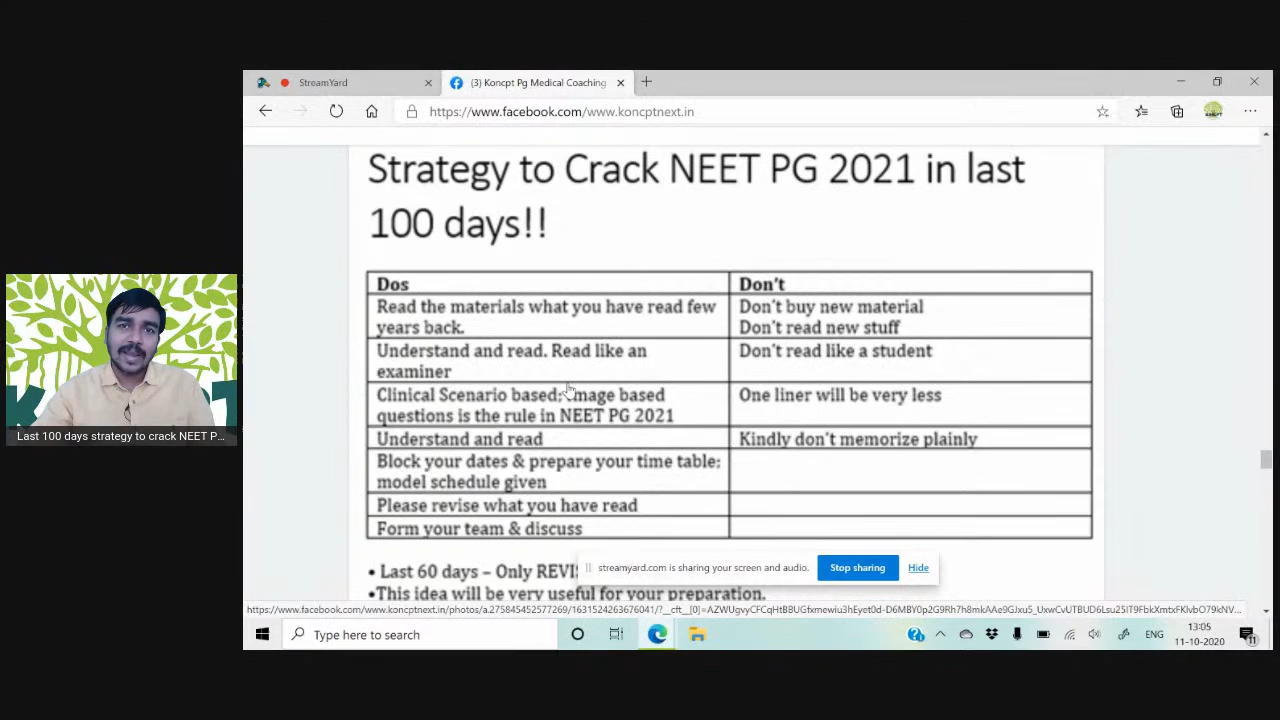 StreamYard
(3) Koncpt Pg Medical Coaching
https://www.facebook.com/www.koncptnext.in
Strategy to Crack NEET PG 2021 in last
100 days!!
Dos
Don't
Read the materials what you have read few
years back.
Don't buy new material
Don't read new stuff
Understand and read. Read like an
examiner
Don't read like a student
Clinical Scenario based; image based
questions is the rule in NEET PG 2021
One liner will be very less
Understand and read
Kindly don't memorize plainly
Block your dates & prepare your time table;
model schedule given
Please revise what you have read
Form your team & discuss
• Last 60 days – Only REVI
•This idea will be very useful for your preparation.
streamyard.com is sharing your screen and audio.
Stop sharing
Hide
Last 100 days strategy to crack NEET P...
Type here to search
ENG
13:05
11-10-2020
11